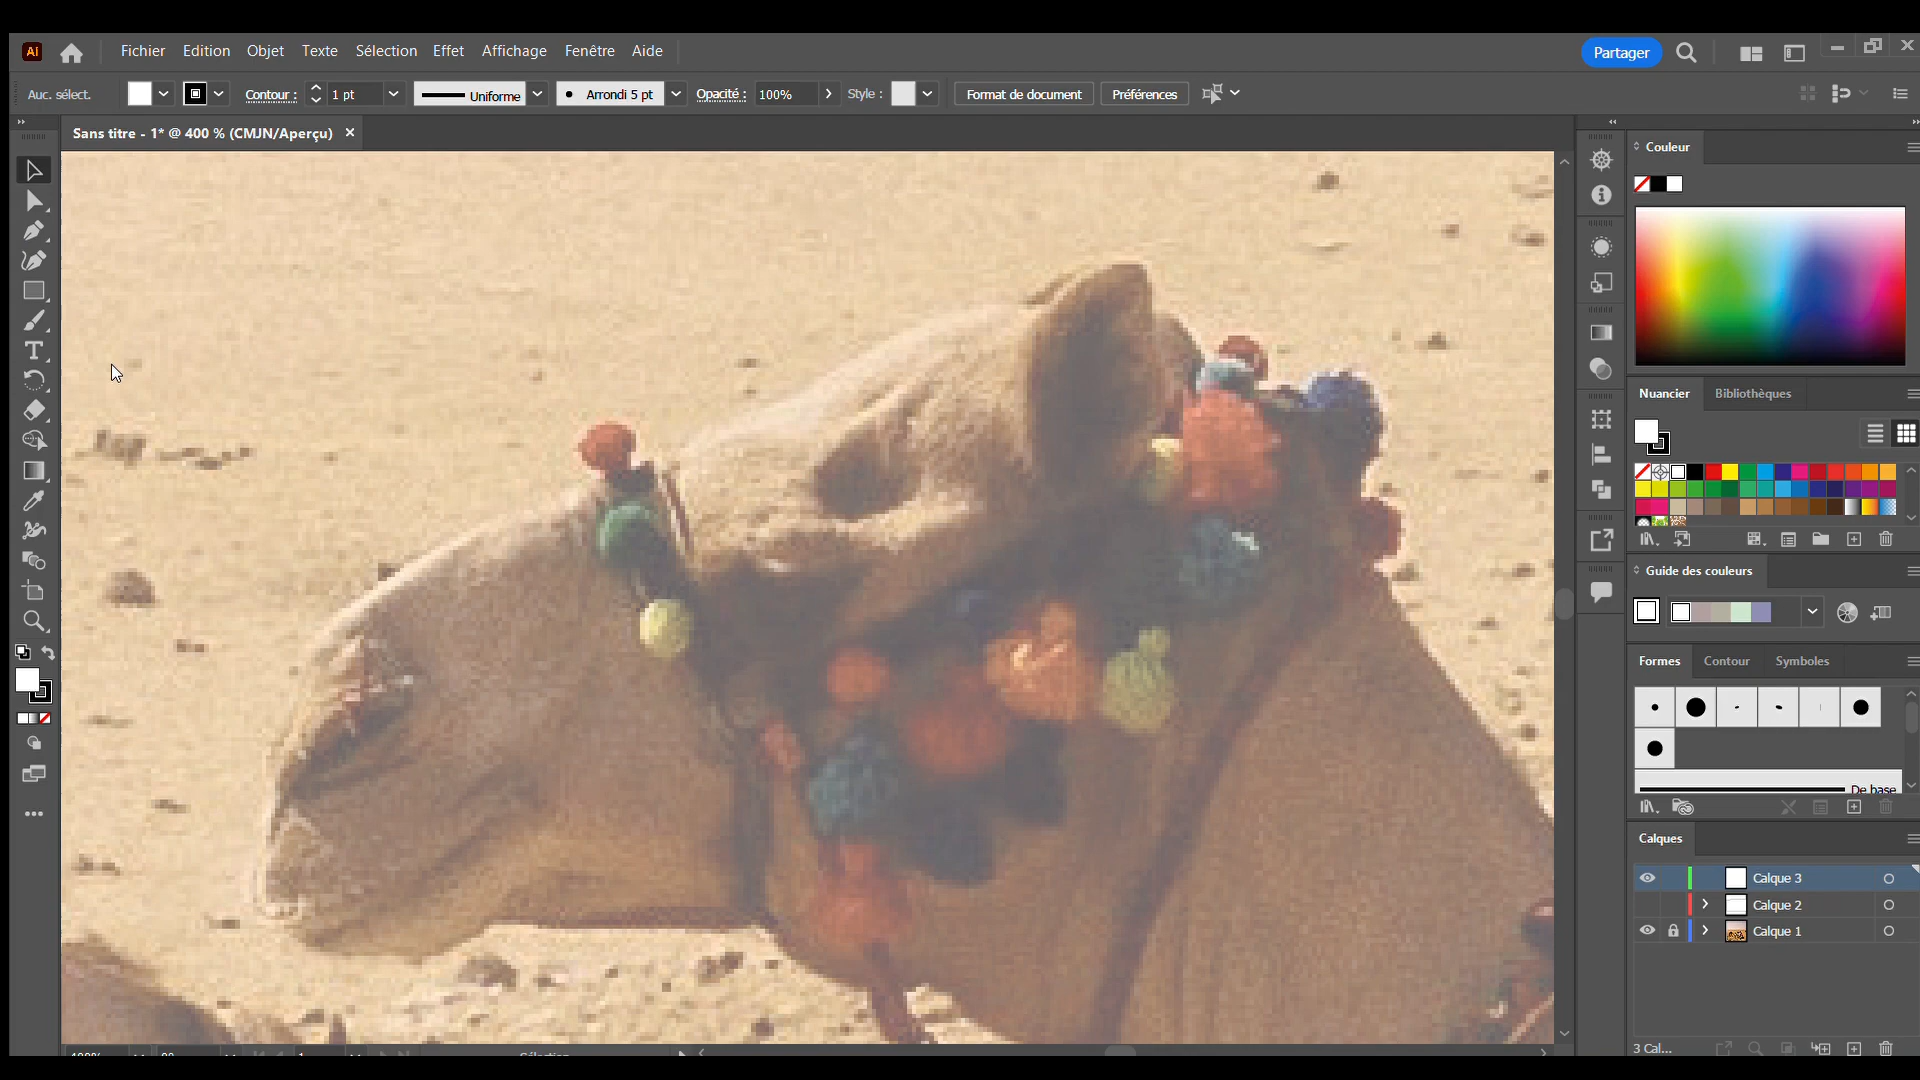 Ai Fichier Edition Objet Texte Sélection Effet Affichage Fenêtre Aide Partager
Auc. sélect. Contour : 1 pt Uniforme Arrondi 5 pt Opacité : 100% Style : Format de document Préférences
Sans titre - 1* @ 400 % (CMJN/Aperçu)
Couleur
Nuancier Bibliothèques
Guide des couleurs
Formes Contour Symboles
De base
Calques
Calque 3
Calque 2
Calque 1
3 Cal...
Sélection